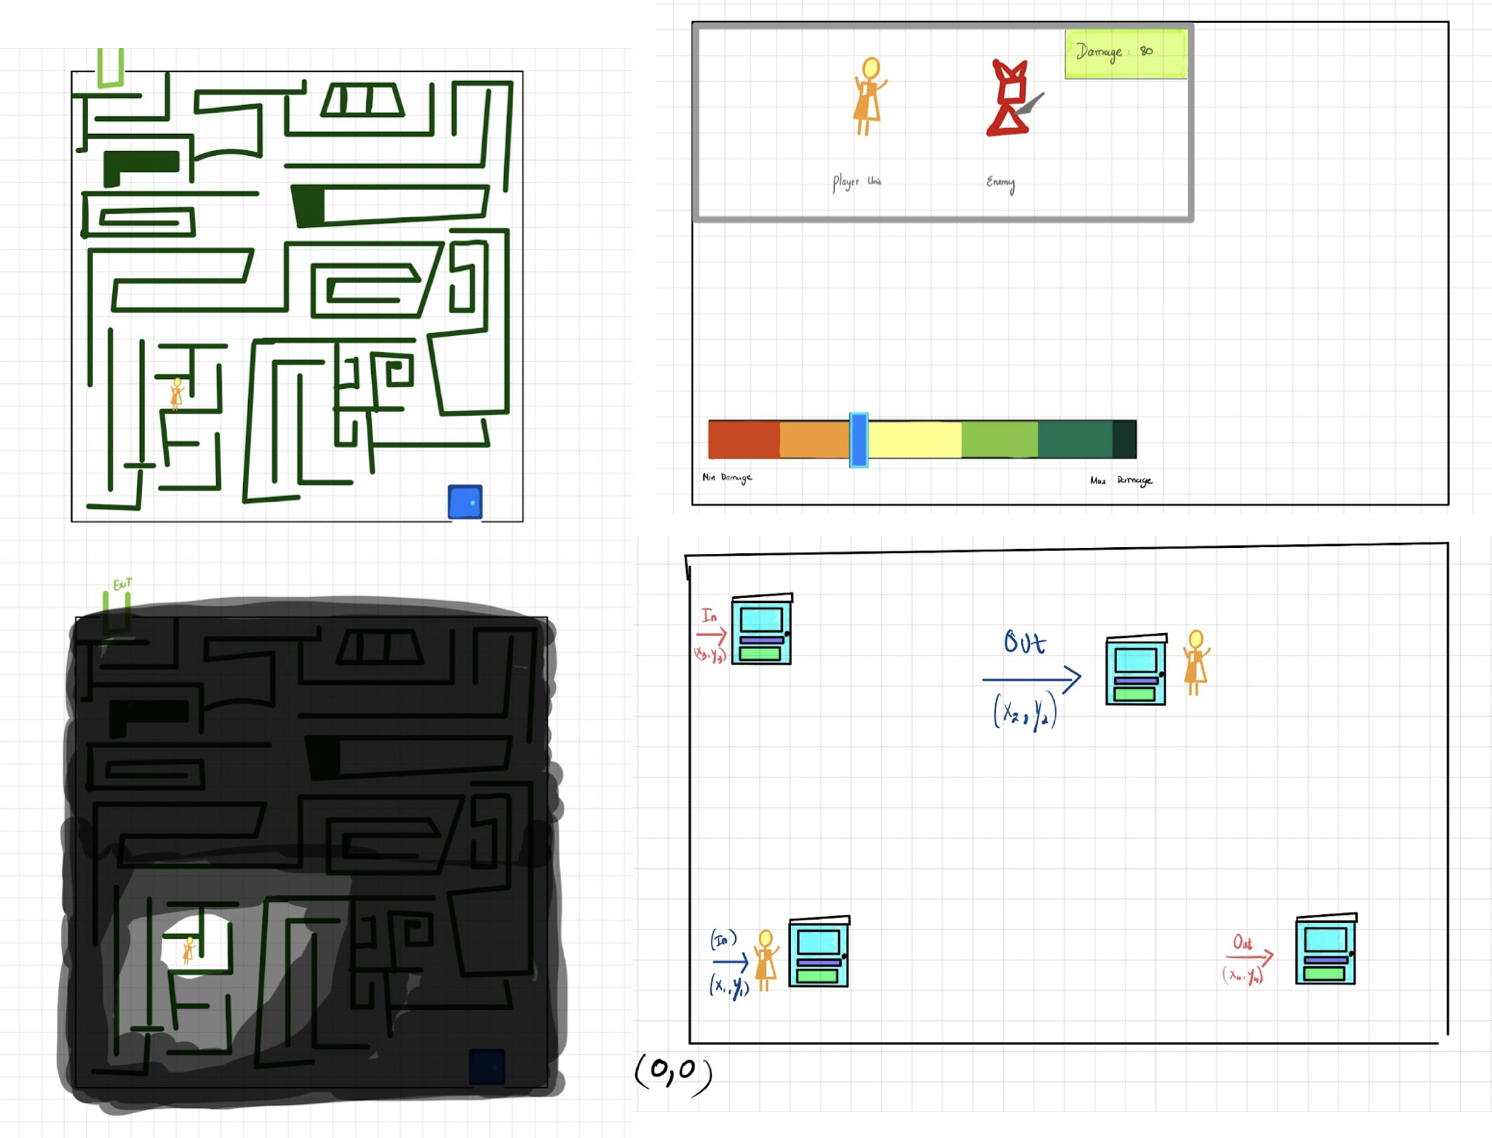 Damage : 80
Player Unit
Enemy
Min Damage
Max Damage
Exit
In
(x₃, y₃)
Out
(x₂, y₂)
(In)
(x₁, y₁)
Out
(x₄, y₄)
(0,0)